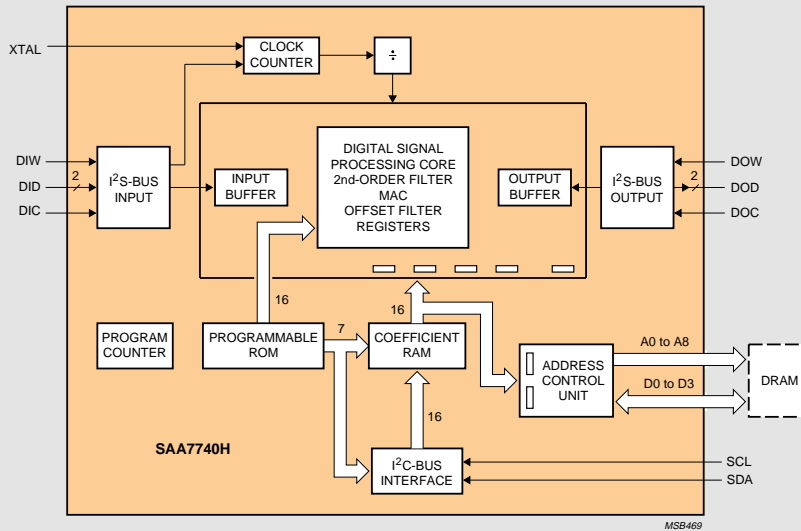 XTAL
CLOCK
COUNTER
÷
DIW
DID
2
DIC
I²S-BUS
INPUT
INPUT
BUFFER
DIGITAL SIGNAL
PROCESSING CORE
2nd-ORDER FILTER
MAC
OFFSET FILTER
REGISTERS
OUTPUT
BUFFER
I²S-BUS
OUTPUT
DOW
2
DOD
DOC
16
16
PROGRAM
COUNTER
PROGRAMMABLE
ROM
7
COEFFICIENT
RAM
ADDRESS
CONTROL
UNIT
A0 to A8
D0 to D3
DRAM
16
SAA7740H
I²C-BUS
INTERFACE
SCL
SDA
MSB469